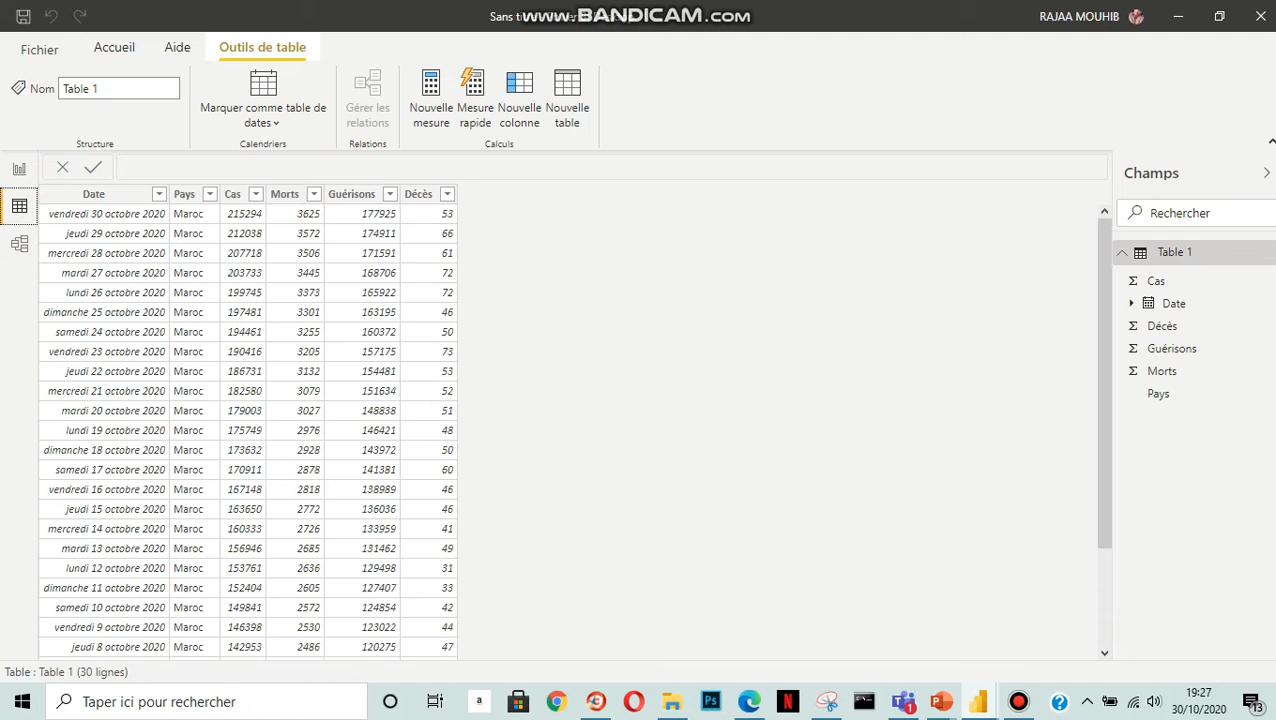 WWW.BANDICAM.COM
RAJAA MOUHIB
Fichier Accueil Aide Outils de table
Nom Table 1
Marquer comme table de dates
Gérer les relations
Nouvelle mesure
Mesure rapide
Nouvelle colonne
Nouvelle table
Structure Calendriers Relations Calculs
Date Pays Cas Morts Guérisons Décès
vendredi 30 octobre 2020 Maroc 215294 3625 177925 53
jeudi 29 octobre 2020 Maroc 212038 3572 174911 66
mercredi 28 octobre 2020 Maroc 207718 3506 171591 61
mardi 27 octobre 2020 Maroc 203733 3445 168706 72
lundi 26 octobre 2020 Maroc 199745 3373 165922 72
dimanche 25 octobre 2020 Maroc 197481 3301 163195 46
samedi 24 octobre 2020 Maroc 194461 3255 160372 50
vendredi 23 octobre 2020 Maroc 190416 3205 157175 73
jeudi 22 octobre 2020 Maroc 186731 3132 154481 53
mercredi 21 octobre 2020 Maroc 182580 3079 151634 52
mardi 20 octobre 2020 Maroc 179003 3027 148838 51
lundi 19 octobre 2020 Maroc 175749 2976 146421 48
dimanche 18 octobre 2020 Maroc 173632 2928 143972 50
samedi 17 octobre 2020 Maroc 170911 2878 141381 60
vendredi 16 octobre 2020 Maroc 167148 2818 138989 46
jeudi 15 octobre 2020 Maroc 163650 2772 136036 46
mercredi 14 octobre 2020 Maroc 160333 2726 133959 41
mardi 13 octobre 2020 Maroc 156946 2685 131462 49
lundi 12 octobre 2020 Maroc 153761 2636 129498 31
dimanche 11 octobre 2020 Maroc 152404 2605 127407 33
samedi 10 octobre 2020 Maroc 149841 2572 124854 42
vendredi 9 octobre 2020 Maroc 146398 2530 123022 44
jeudi 8 octobre 2020 Maroc 142953 2486 120275 47
Champs
Rechercher
Table 1
Cas
Date
Décès
Guérisons
Morts
Pays
Table : Table 1 (30 lignes)
Taper ici pour rechercher
19:27
30/10/2020